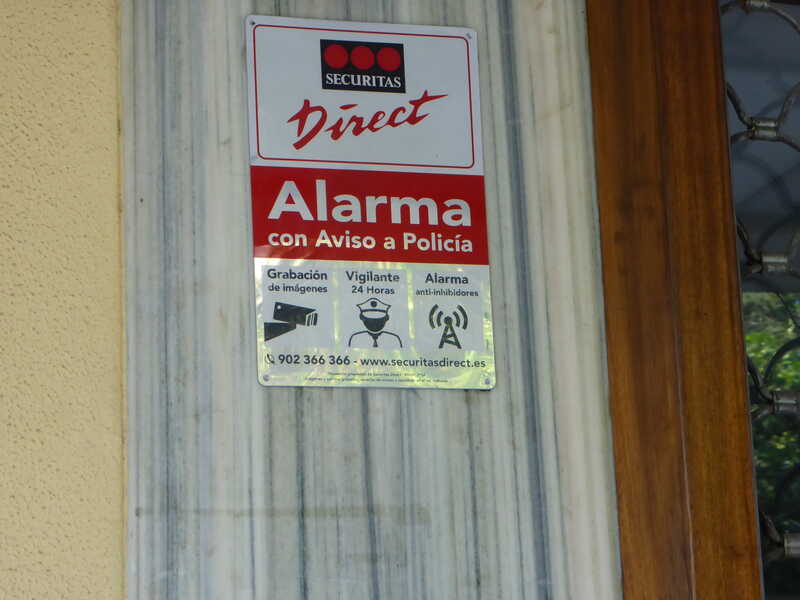 SECURITAS
Direct
Alarma
con Aviso a Policía
Grabación
de imágenes
Vigilante
24 Horas
Alarma
anti-inhibidores
902 366 366 - www.securitasdirect.es